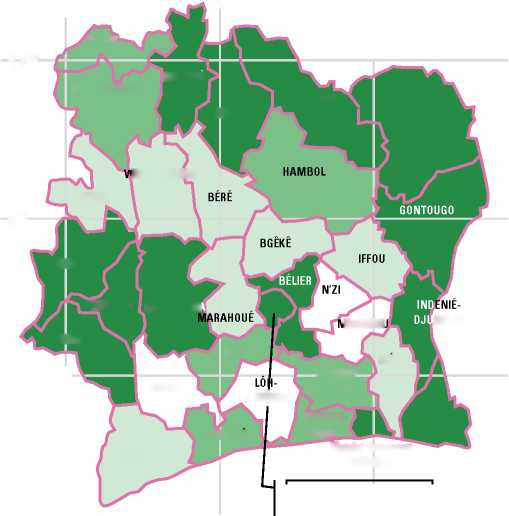 HAMBOL
BÉRÉ
GONTOUGO
BGÊKÊ
IFFOU
BÉLIER
N'ZI
INDENIÉ-
DJU
MARAHOUÉ
LÔH-